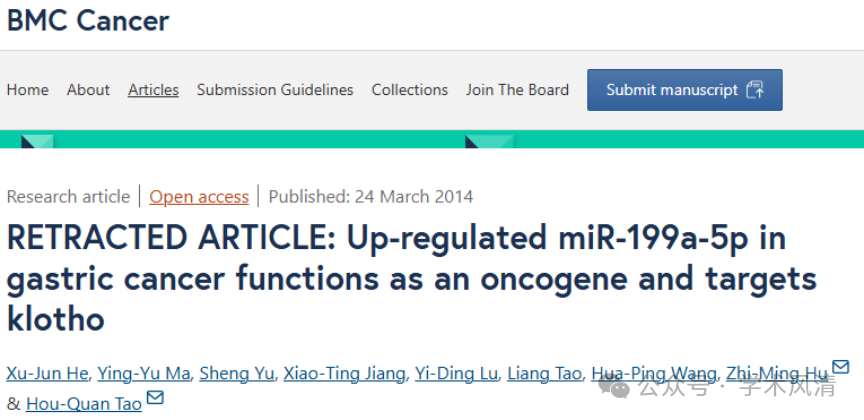 BMC Cancer
Home About Articles Submission Guidelines Collections Join The Board Submit manuscript
Research article | Open access | Published: 24 March 2014
RETRACTED ARTICLE: Up-regulated miR-199a-5p in
gastric cancer functions as an oncogene and targets
klotho
Xu-Jun He, Ying-Yu Ma, Sheng Yu, Xiao-Ting Jiang, Yi-Ding Lu, Liang Tao, Hua-Ping Wang, Zhi-Ming Hu
& Hou-Quan Tao
公众号 · 学术风清